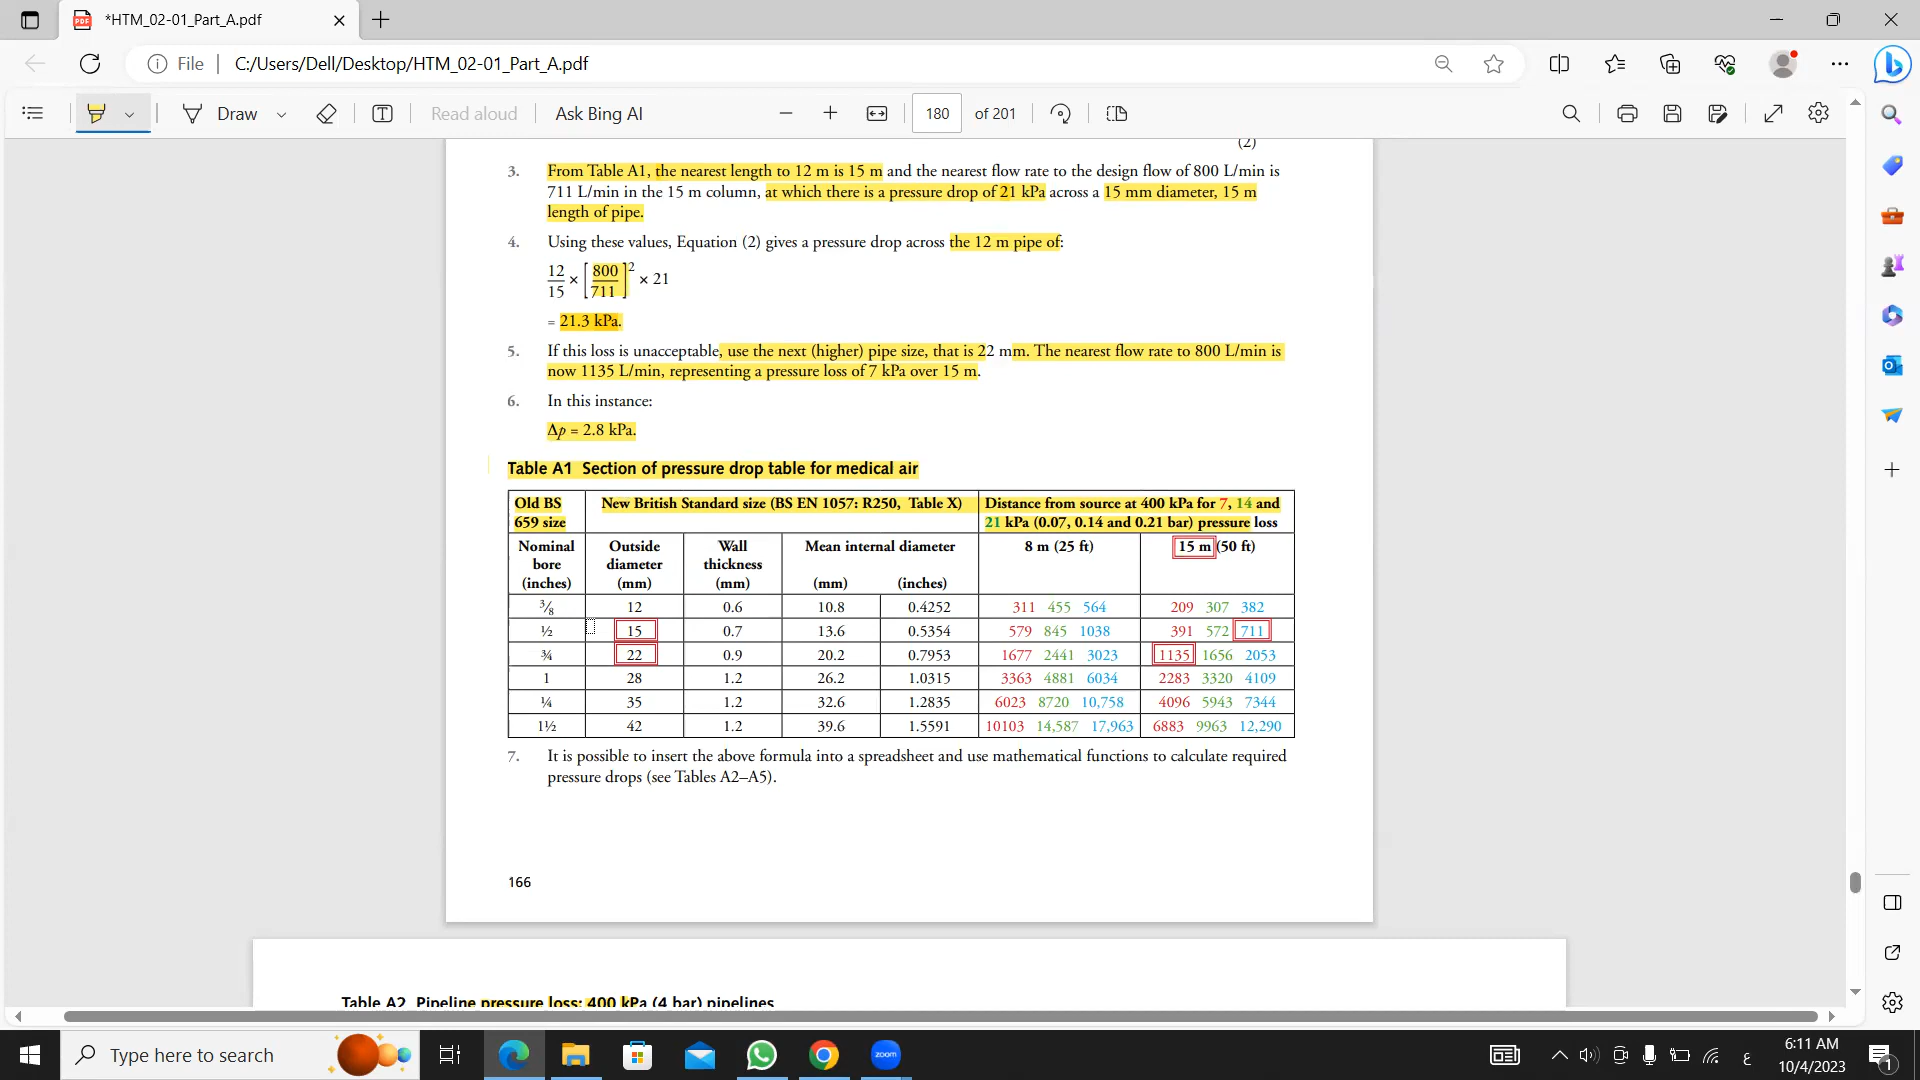 *HTM_02-01_Part_A.pdf
File
C:/Users/Dell/Desktop/HTM_02-01_Part_A.pdf
Draw
Read aloud
Ask Bing AI
180 of 201
(2)
3. From Table A1, the nearest length to 12 m is 15 m and the nearest flow rate to the design flow of 800 L/min is
711 L/min in the 15 m column, at which there is a pressure drop of 21 kPa across a 15 mm diameter, 15 m
length of pipe.
4. Using these values, Equation (2) gives a pressure drop across the 12 m pipe of:
12/15 × [800/711]² × 21
= 21.3 kPa.
5. If this loss is unacceptable, use the next (higher) pipe size, that is 22 mm. The nearest flow rate to 800 L/min is
now 1135 L/min, representing a pressure loss of 7 kPa over 15 m.
6. In this instance:
Δp = 2.8 kPa.
Table A1 Section of pressure drop table for medical air
Old BS 659 size | New British Standard size (BS EN 1057: R250, Table X) | Distance from source at 400 kPa for 7, 14 and 21 kPa (0.07, 0.14 and 0.21 bar) pressure loss
Nominal bore (inches) | Outside diameter (mm) | Wall thickness (mm) | Mean internal diameter (mm) (inches) | 8 m (25 ft) | 15 m (50 ft)
⅜ 12 0.6 10.8 0.4252 311 455 564 209 307 382
½ 15 0.7 13.6 0.5354 579 845 1038 391 572 711
¾ 22 0.9 20.2 0.7953 1677 2441 3023 1135 1656 2053
1 28 1.2 26.2 1.0315 3363 4881 6034 2283 3320 4109
¼ 35 1.2 32.6 1.2835 6023 8720 10,758 4096 5943 7344
1½ 42 1.2 39.6 1.5591 10103 14,587 17,963 6883 9963 12,290
7. It is possible to insert the above formula into a spreadsheet and use mathematical functions to calculate required
pressure drops (see Tables A2–A5).
166
Table A2 Pipeline pressure loss: 400 kPa (4 bar) pipelines
Type here to search
zoom
ع
6:11 AM
10/4/2023
1